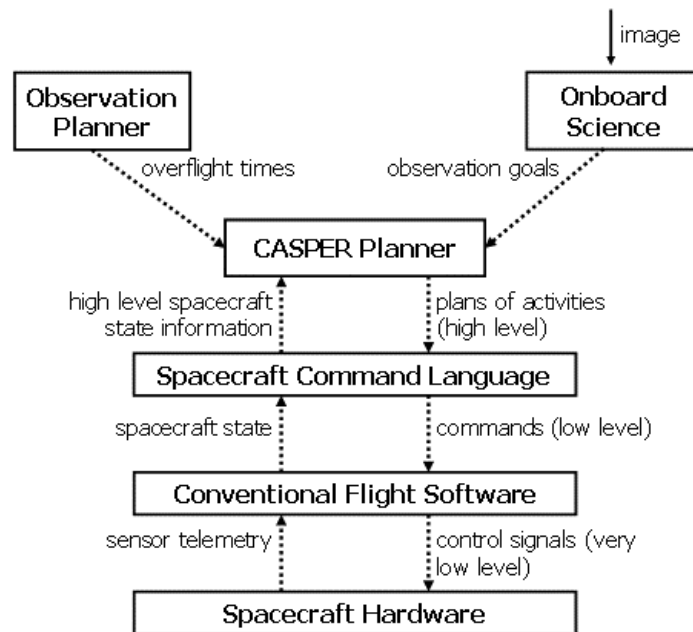 image
Observation
Planner
Onboard
Science
overflight times
observation goals
CASPER Planner
high level spacecraft
state information
plans of activities
(high level)
Spacecraft Command Language
spacecraft state
commands (low level)
Conventional Flight Software
sensor telemetry
control signals (very
low level)
Spacecraft Hardware